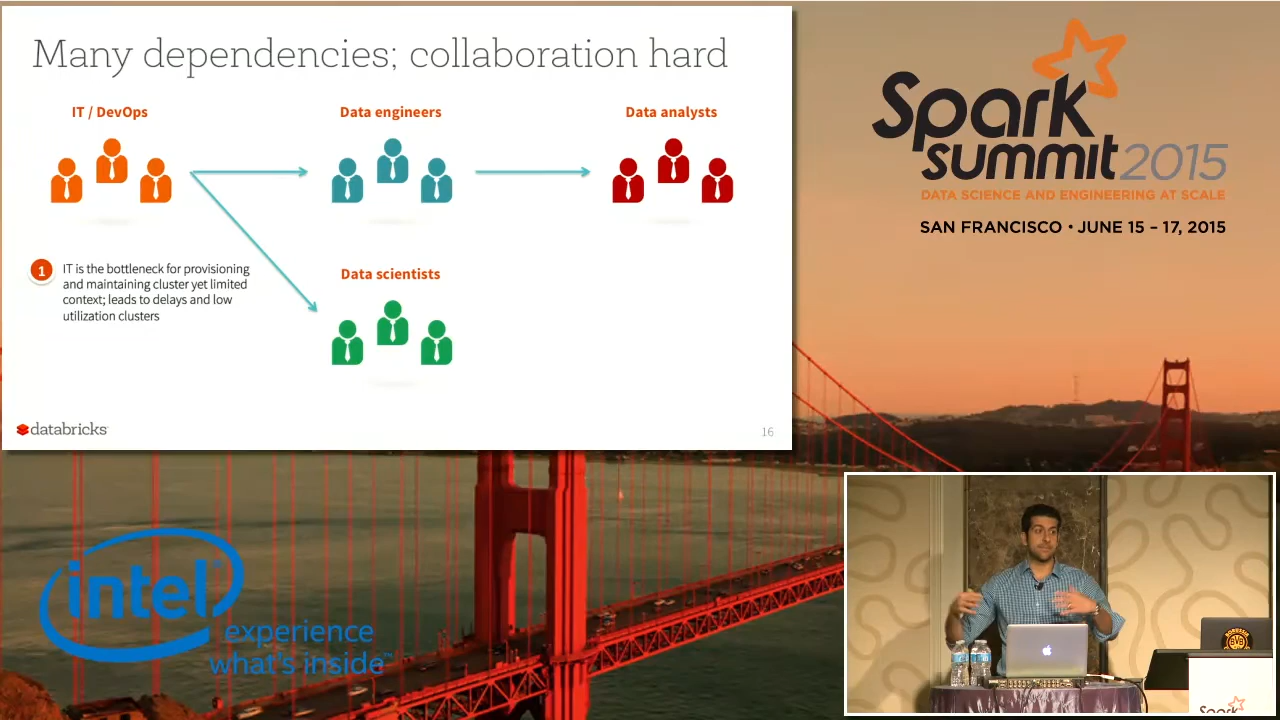 Many dependencies; collaboration hard
IT / DevOps
Data engineers
Data analysts
1
IT is the bottleneck for provisioning
and maintaining cluster yet limited
context; leads to delays and low
utilization clusters
Data scientists
databricks
16
Spark
summit 2015
DATA SCIENCE AND ENGINEERING AT SCALE
SAN FRANCISCO • JUNE 15 – 17, 2015
intel®
experience
what's inside™
Spark